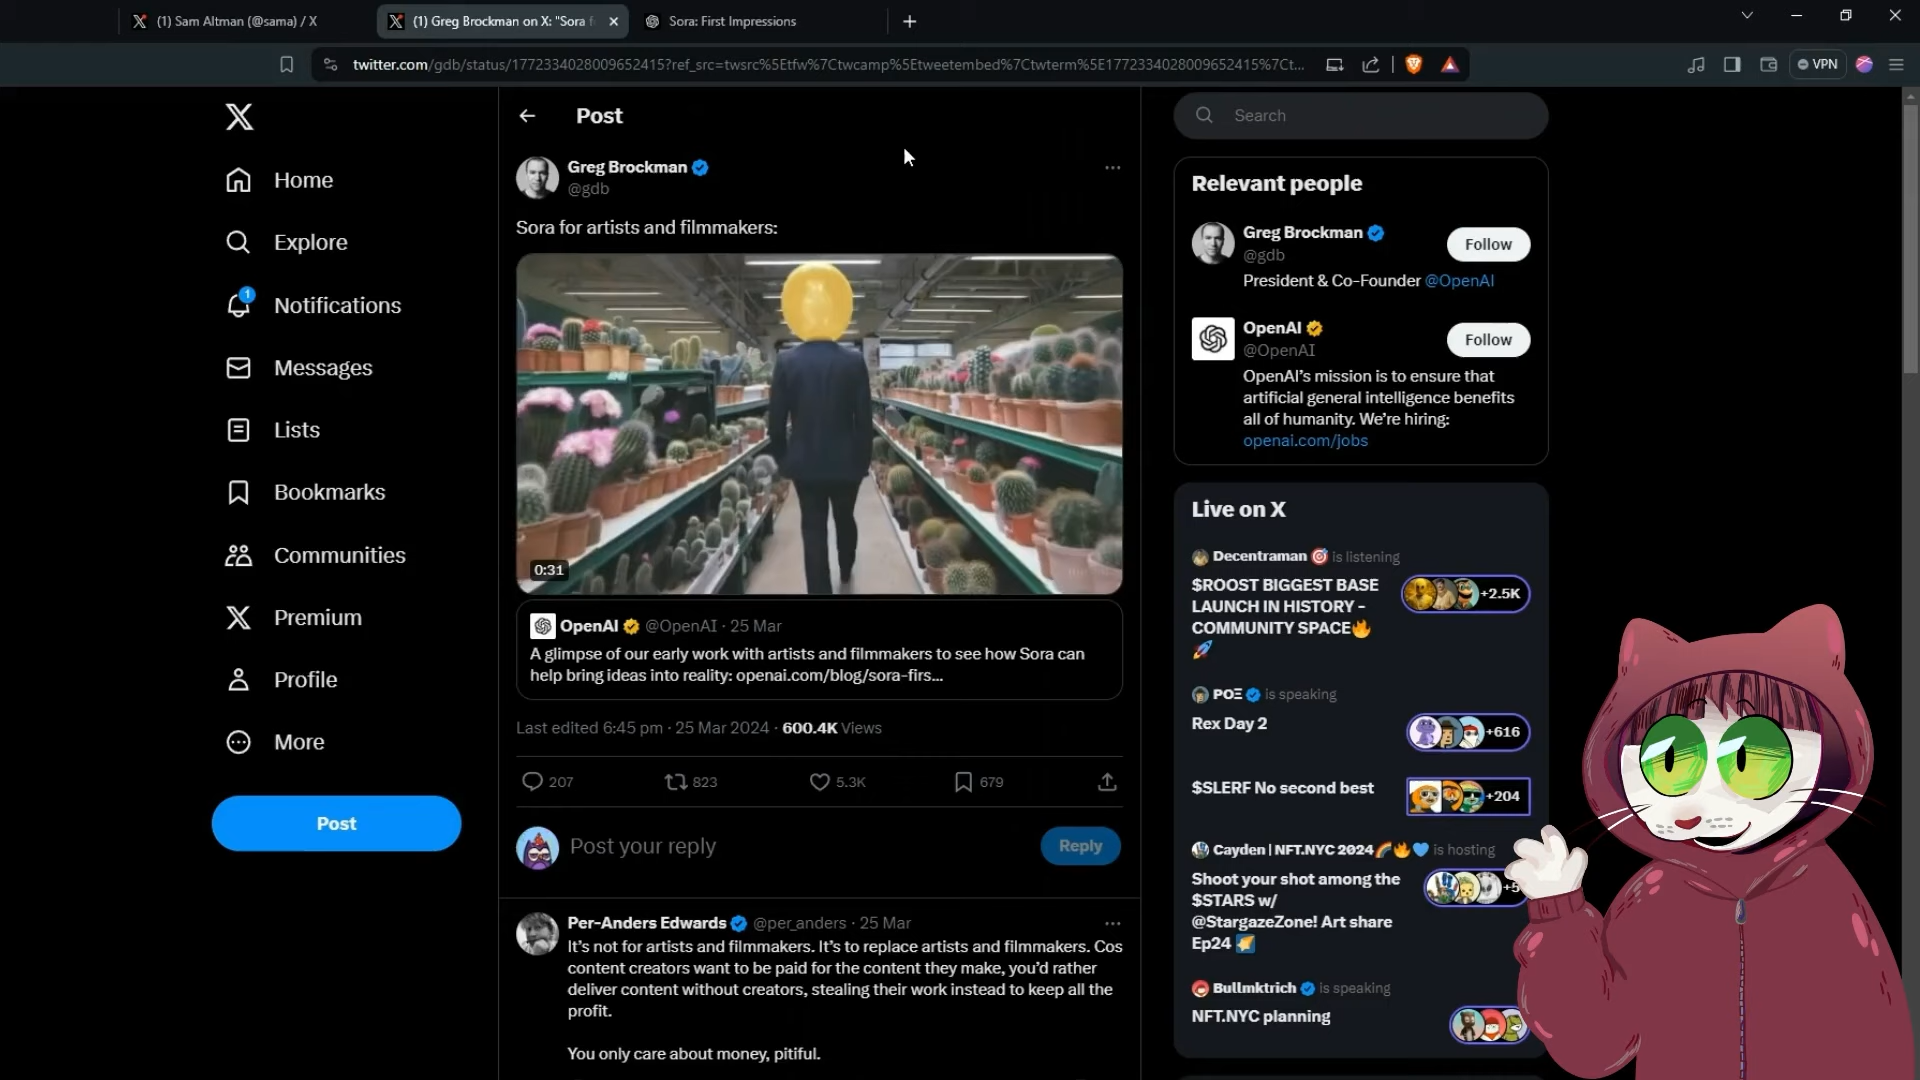 (1) Sam Altman (@sama) / X
(1) Greg Brockman on X: "Sora f
Sora: First Impressions
twitter.com/gdb/status/1772334028009652415?ref_src=twsrc%5Etfw%7Ctwcamp%5Etweetembed%7Ctwterm%5E1772334028009652415%7Ct...
VPN
Home
Explore
1
Notifications
Messages
Lists
Bookmarks
Communities
Premium
Profile
More
Post
Post
Greg Brockman
@gdb
Sora for artists and filmmakers:
0:31
OpenAI @OpenAI · 25 Mar
A glimpse of our early work with artists and filmmakers to see how Sora can
help bring ideas into reality: openai.com/blog/sora-firs...
Last edited 6:45 pm · 25 Mar 2024 · 600.4K Views
207 823 5.3K 679
Post your reply
Reply
Per-Anders Edwards @per_anders · 25 Mar
It's not for artists and filmmakers. It's to replace artists and filmmakers. Cos
content creators want to be paid for the content they make, you'd rather
deliver content without creators, stealing their work instead to keep all the
profit.
You only care about money, pitiful.
Search
Relevant people
Greg Brockman
@gdb
Follow
President & Co-Founder @OpenAI
OpenAI
@OpenAI
Follow
OpenAI's mission is to ensure that
artificial general intelligence benefits
all of humanity. We're hiring:
openai.com/jobs
Live on X
Decentraman 🎯 is listening
$ROOST BIGGEST BASE
LAUNCH IN HISTORY -
COMMUNITY SPACE🔥
🚀
+2.5K
POΞ is speaking
Rex Day 2
+616
$SLERF No second best
+204
Cayden | NFT.NYC 2024🌈🔥💙 is hosting
Shoot your shot among the
$STARS w/
@StargazeZone! Art share
Ep24
+5
Bullmktrich is speaking
NFT.NYC planning